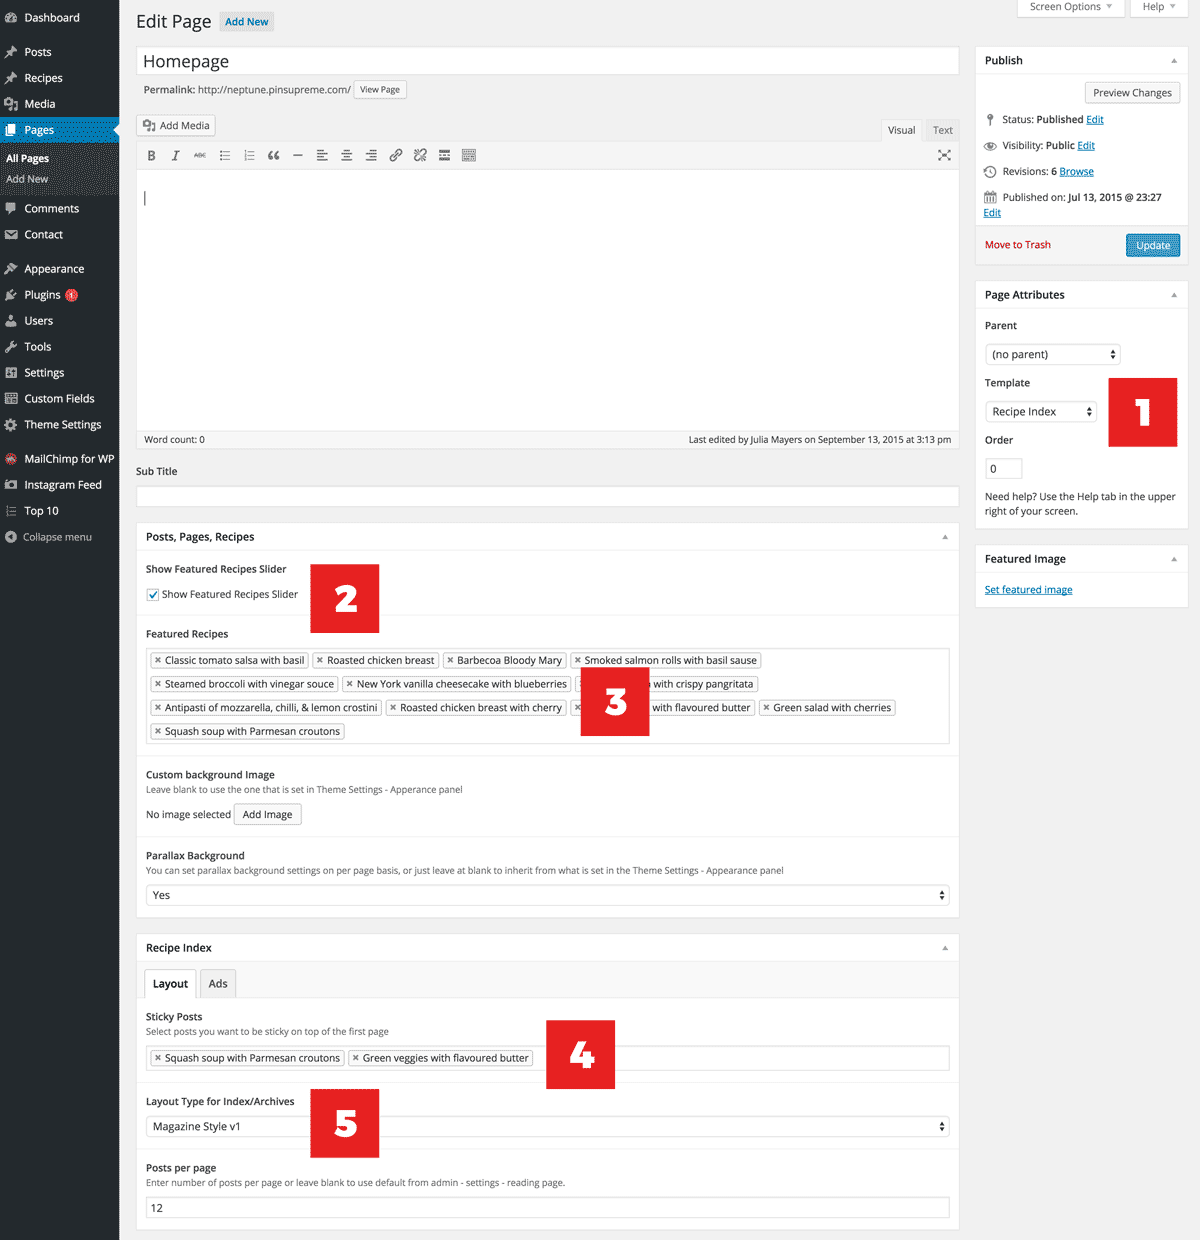 Dashboard
Posts
Recipes
Media
Pages
All Pages
Add New
Comments
Contact
Appearance
Plugins 1
Users
Tools
Settings
Custom Fields
Theme Settings
MailChimp for WP
Instagram Feed
Top 10
Collapse menu
Screen Options Help
Edit Page Add New
Homepage
Permalink: http://neptune.pinsupreme.com/ View Page
Add Media
Visual Text
B I ABC
Word count: 0 Last edited by Julia Mayers on September 13, 2015 at 3:13 pm
Sub Title
Posts, Pages, Recipes
Show Featured Recipes Slider
Show Featured Recipes Slider
2
Featured Recipes
× Classic tomato salsa with basil × Roasted chicken breast × Barbecoa Bloody Mary × Smoked salmon rolls with basil sause
× Steamed broccoli with vinegar souce × New York vanilla cheesecake with blueberries with crispy pangritata
3
× Antipasti of mozzarella, chilli, & lemon crostini × Roasted chicken breast with cherry × with flavoured butter × Green salad with cherries
× Squash soup with Parmesan croutons
Custom background Image
Leave blank to use the one that is set in Theme Settings - Apperance panel
No image selected Add Image
Parallax Background
You can set parallax background settings on per page basis, or just leave at blank to inherit from what is set in the Theme Settings - Appearance panel
Yes
Recipe Index
Layout Ads
Sticky Posts
Select posts you want to be sticky on top of the first page
× Squash soup with Parmesan croutons × Green veggies with flavoured butter
4
Layout Type for Index/Archives
Magazine Style v1
5
Posts per page
Enter number of posts per page or leave blank to use default from admin - settings - reading page.
12
Publish
Preview Changes
Status: Published Edit
Visibility: Public Edit
Revisions: 6 Browse
Published on: Jul 13, 2015 @ 23:27
Edit
Move to Trash Update
Page Attributes
Parent
(no parent)
Template
Recipe Index
1
Order
0
Need help? Use the Help tab in the upper
right of your screen.
Featured Image
Set featured image